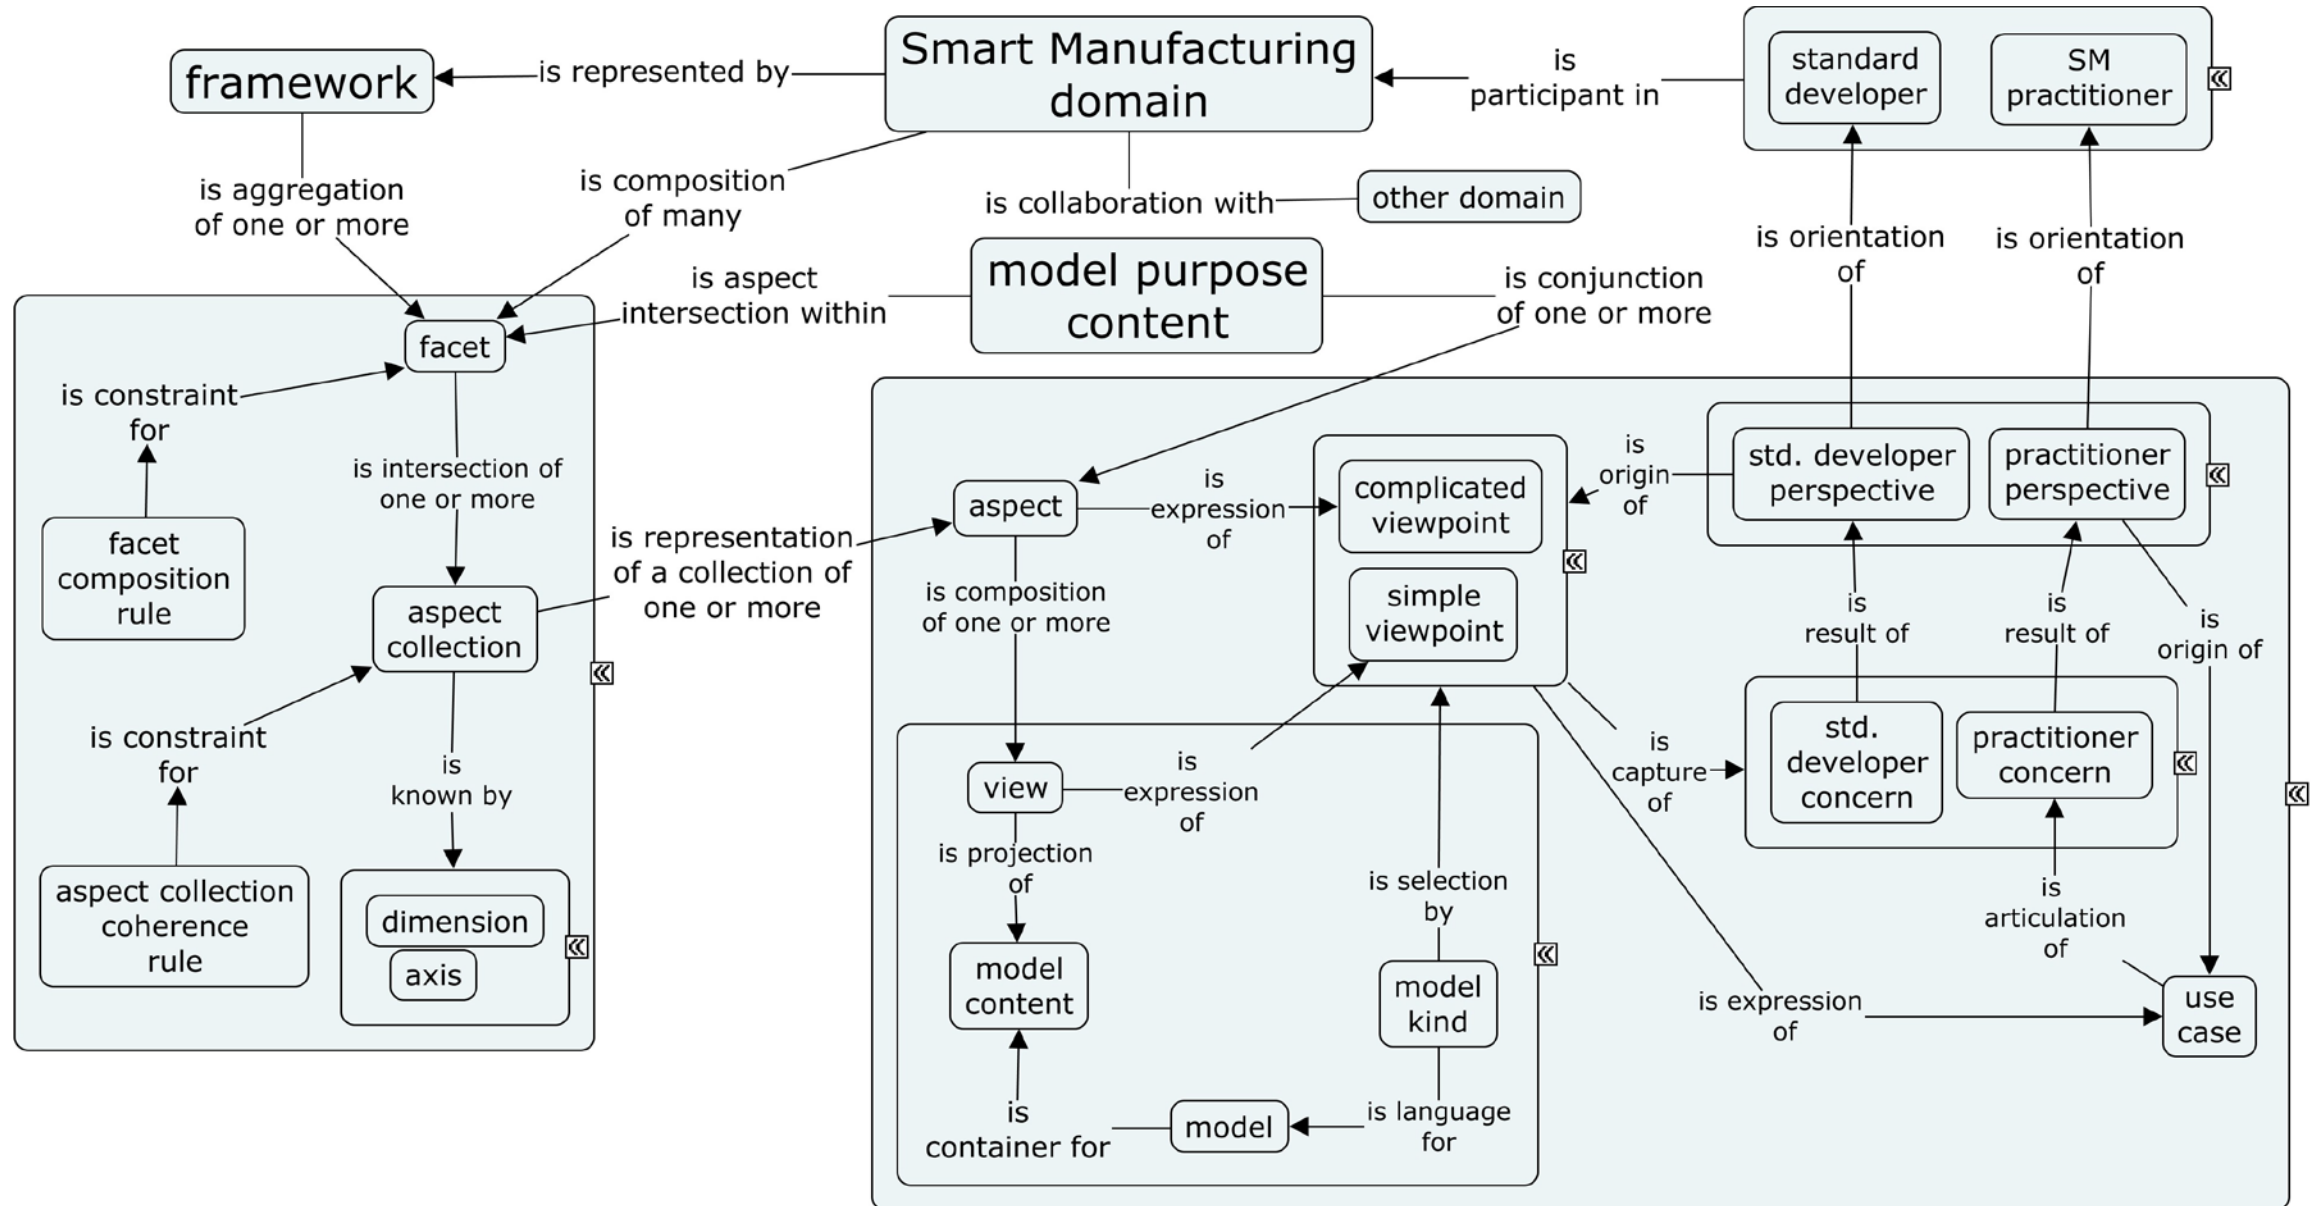 framework
is represented by
Smart Manufacturing
domain
is
participant in
standard
developer
SM
practitioner
is aggregation
of one or more
is composition
of many
is collaboration with
other domain
is orientation
of
is orientation
of
is aspect
intersection within
model purpose
content
is conjunction
of one or more
facet
is constraint
for
is intersection of
one or more
facet
composition
rule
aspect
collection
is representation
of a collection of
one or more
is constraint
for
is
known by
aspect collection
coherence
rule
dimension
axis
aspect
is
expression
of
complicated
viewpoint
simple
viewpoint
is
origin
of
std. developer
perspective
practitioner
perspective
is composition
of one or more
is
result of
is
result of
is
origin of
view
is
expression
of
is
capture
of
std.
developer
concern
practitioner
concern
is projection
of
is selection
by
is
articulation
of
model
content
model
kind
is expression
of
use
case
is
container for
model
is language
for